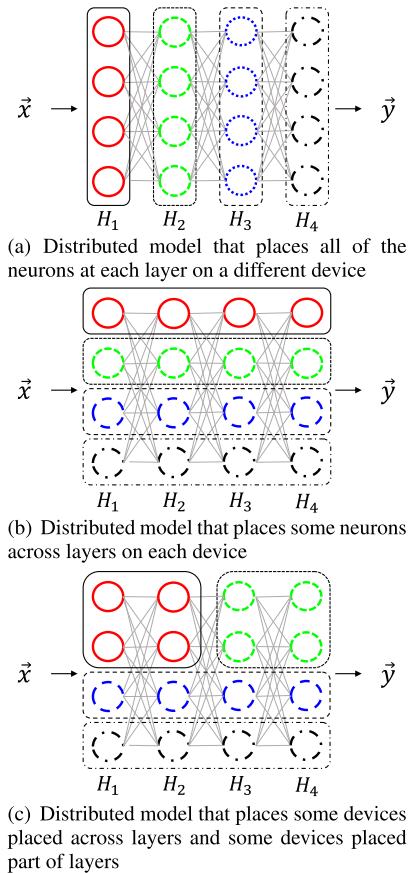 x⃗ y⃗
H₁ H₂ H₃ H₄
(a) Distributed model that places all of the
neurons at each layer on a different device
x⃗ y⃗
H₁ H₂ H₃ H₄
(b) Distributed model that places some neurons
across layers on each device
x⃗ y⃗
H₁ H₂ H₃ H₄
(c) Distributed model that places some devices
placed across layers and some devices placed
part of layers